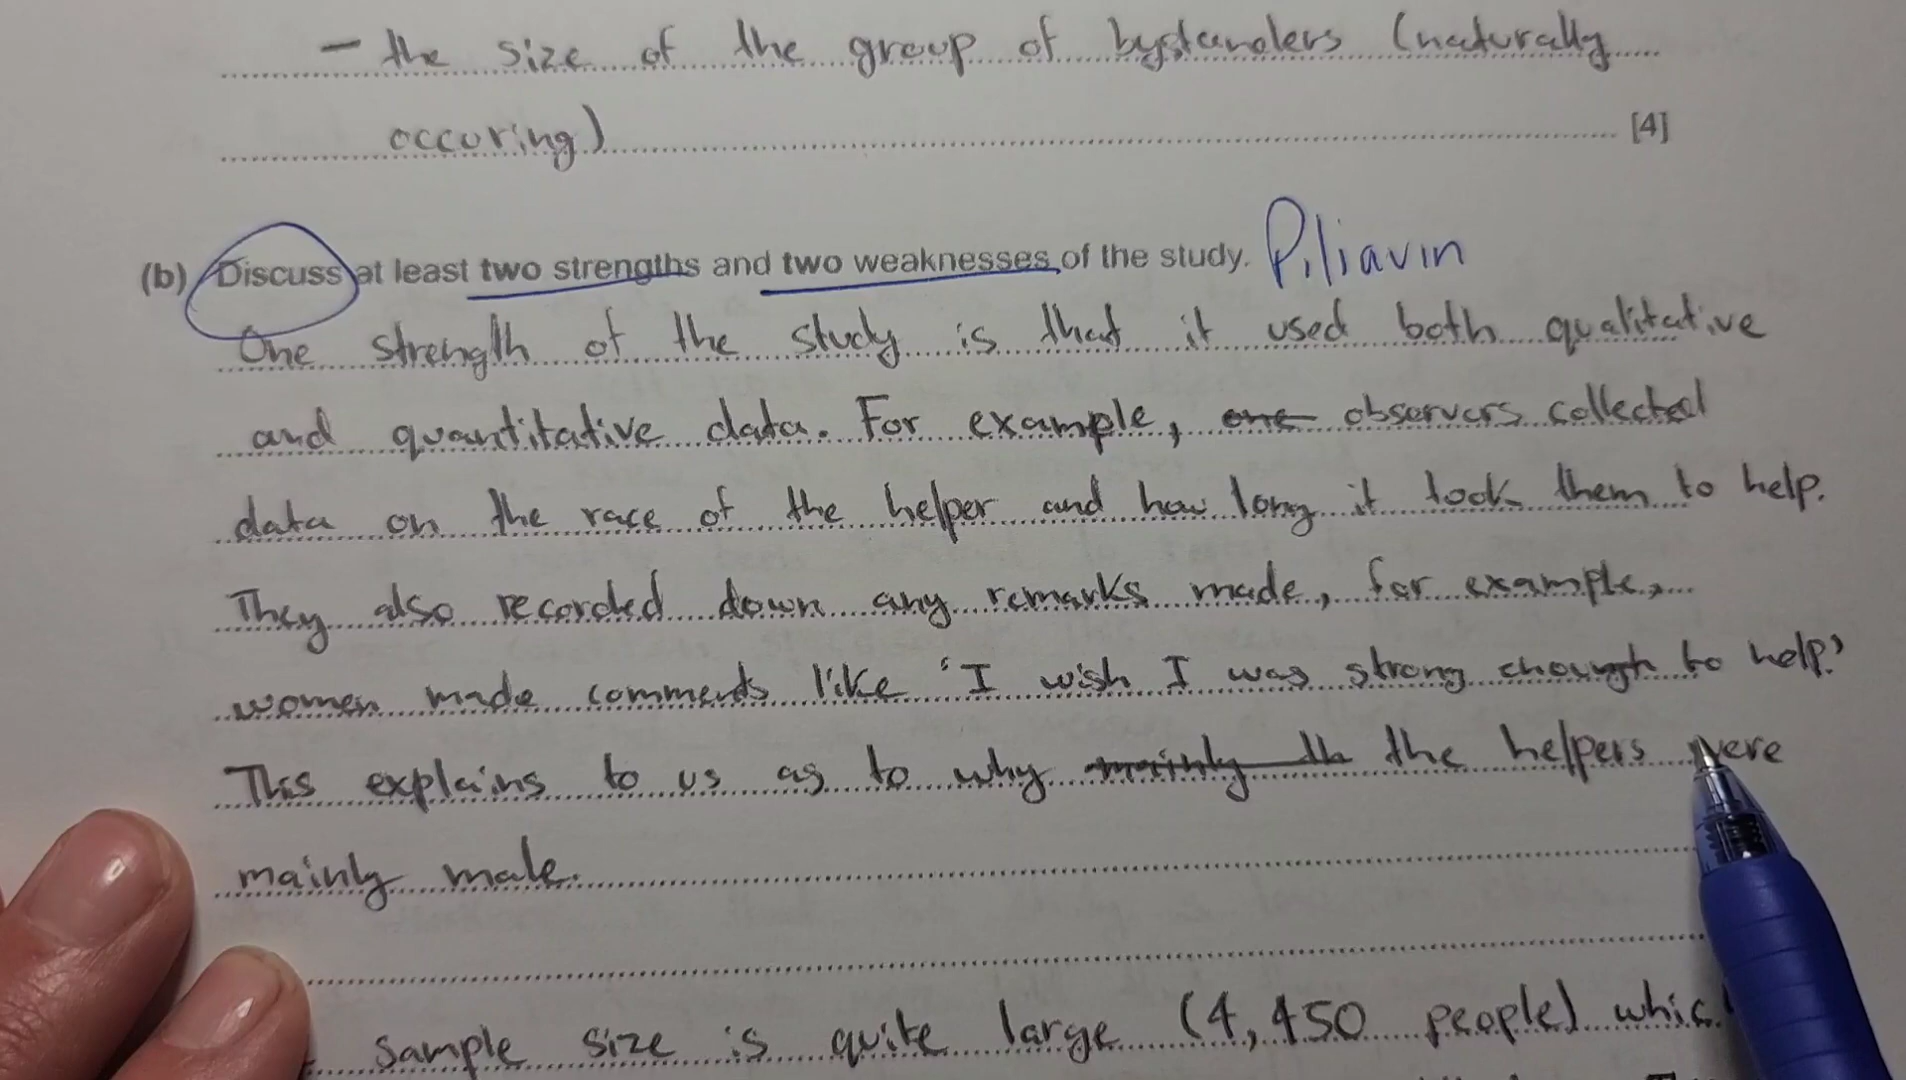 – the size of the group of bystanders (naturally
occuring) [4]
(b) Discuss at least two strengths and two weaknesses of the study. Piliavin
One strength of the study is that it used both qualitative
and quantitative data. For example, one observers collected
data on the race of the helper and how long it took them to help.
They also recorded down any remarks made, for example,
women made comments like 'I wish I was strong enough to help.'
This explains to us as to why mainly th the helpers were
mainly male.
sample size is quite large (4,450 people)